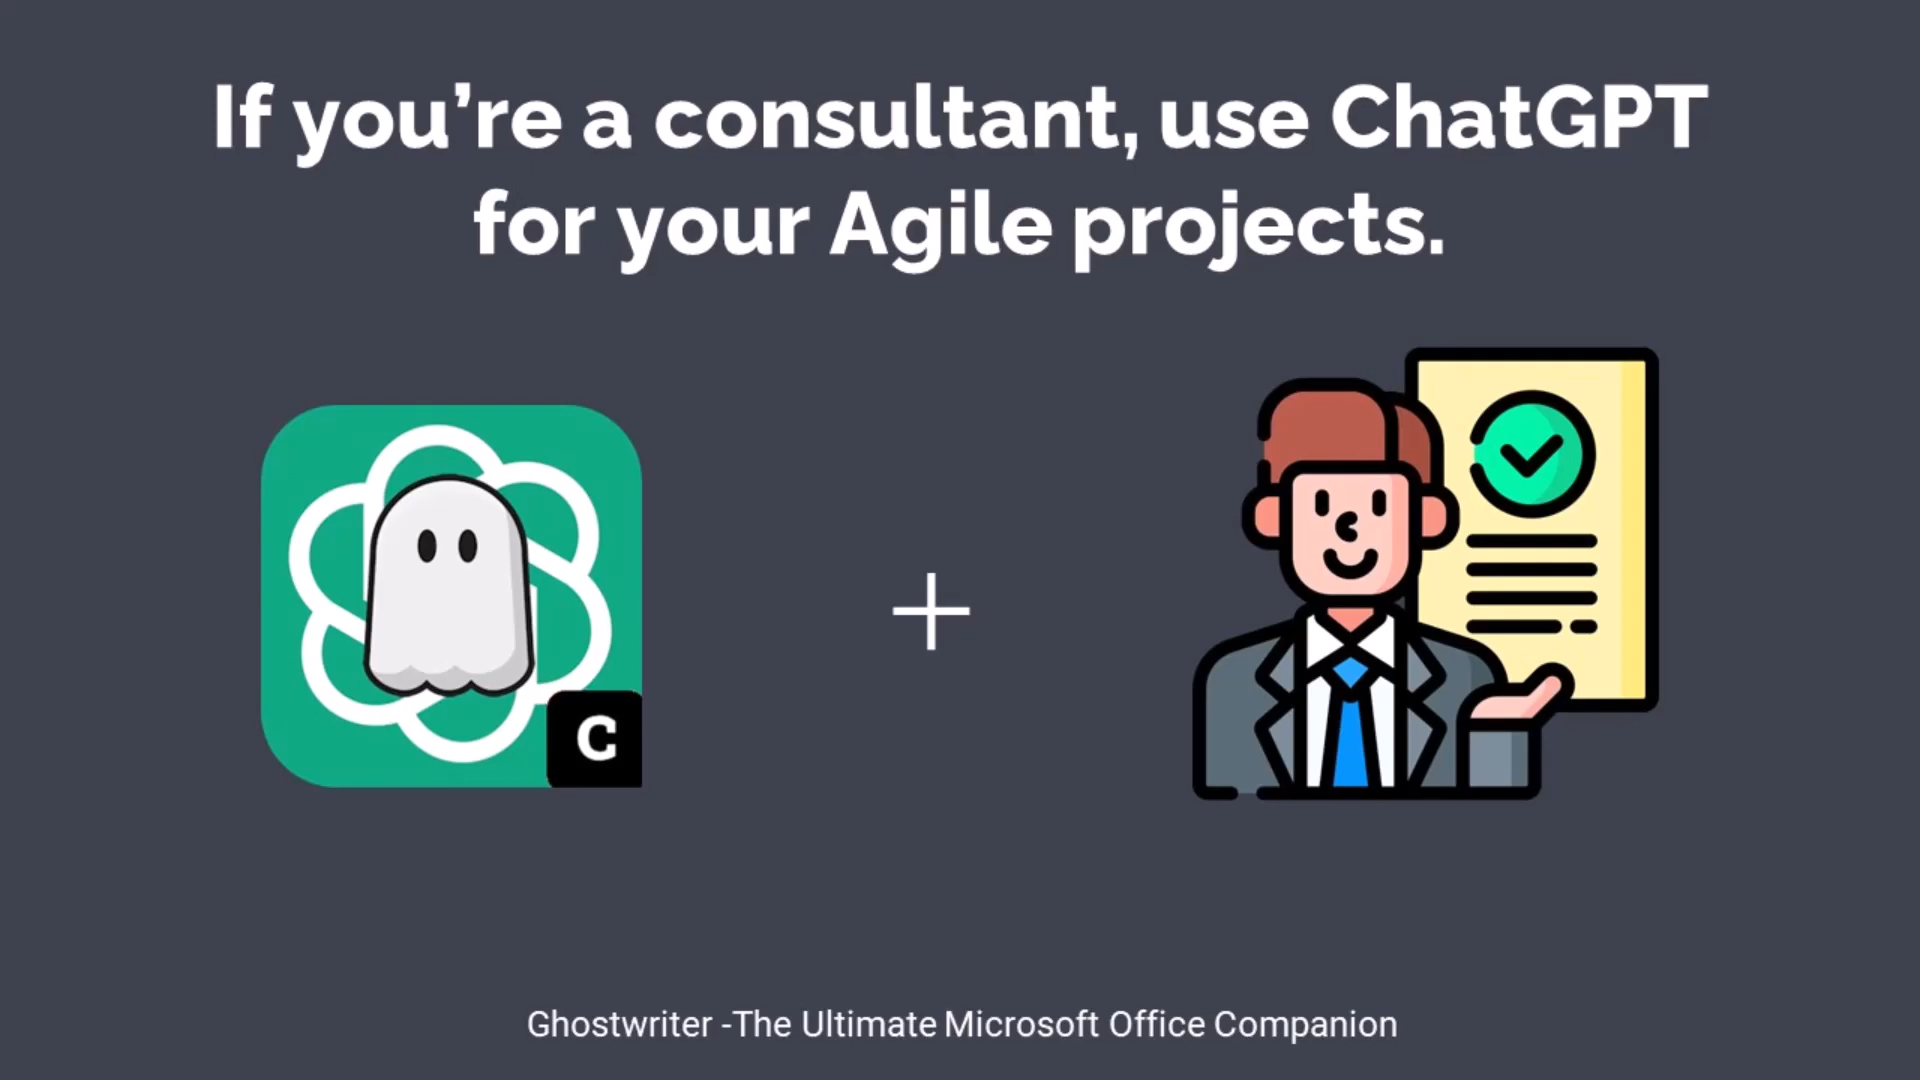 If you’re a consultant, use ChatGPT
for your Agile projects.
C
Ghostwriter -The Ultimate Microsoft Office Companion